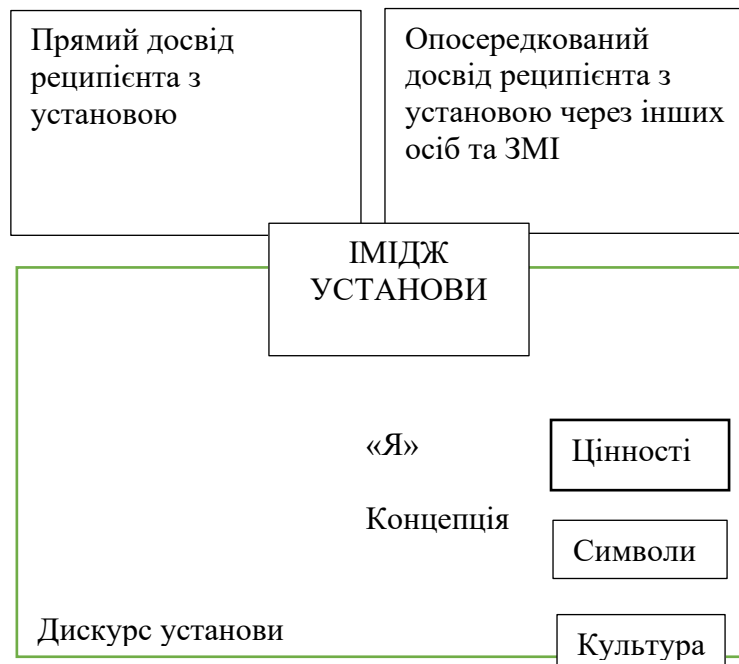 Прямий досвід
реципієнта з
установою
Опосередкований
досвід реципієнта з
установою через інших
осіб та ЗМІ
ІМІДЖ
УСТАНОВИ
«Я»
Концепція
Цінності
Символи
Дискурс установи
Культура